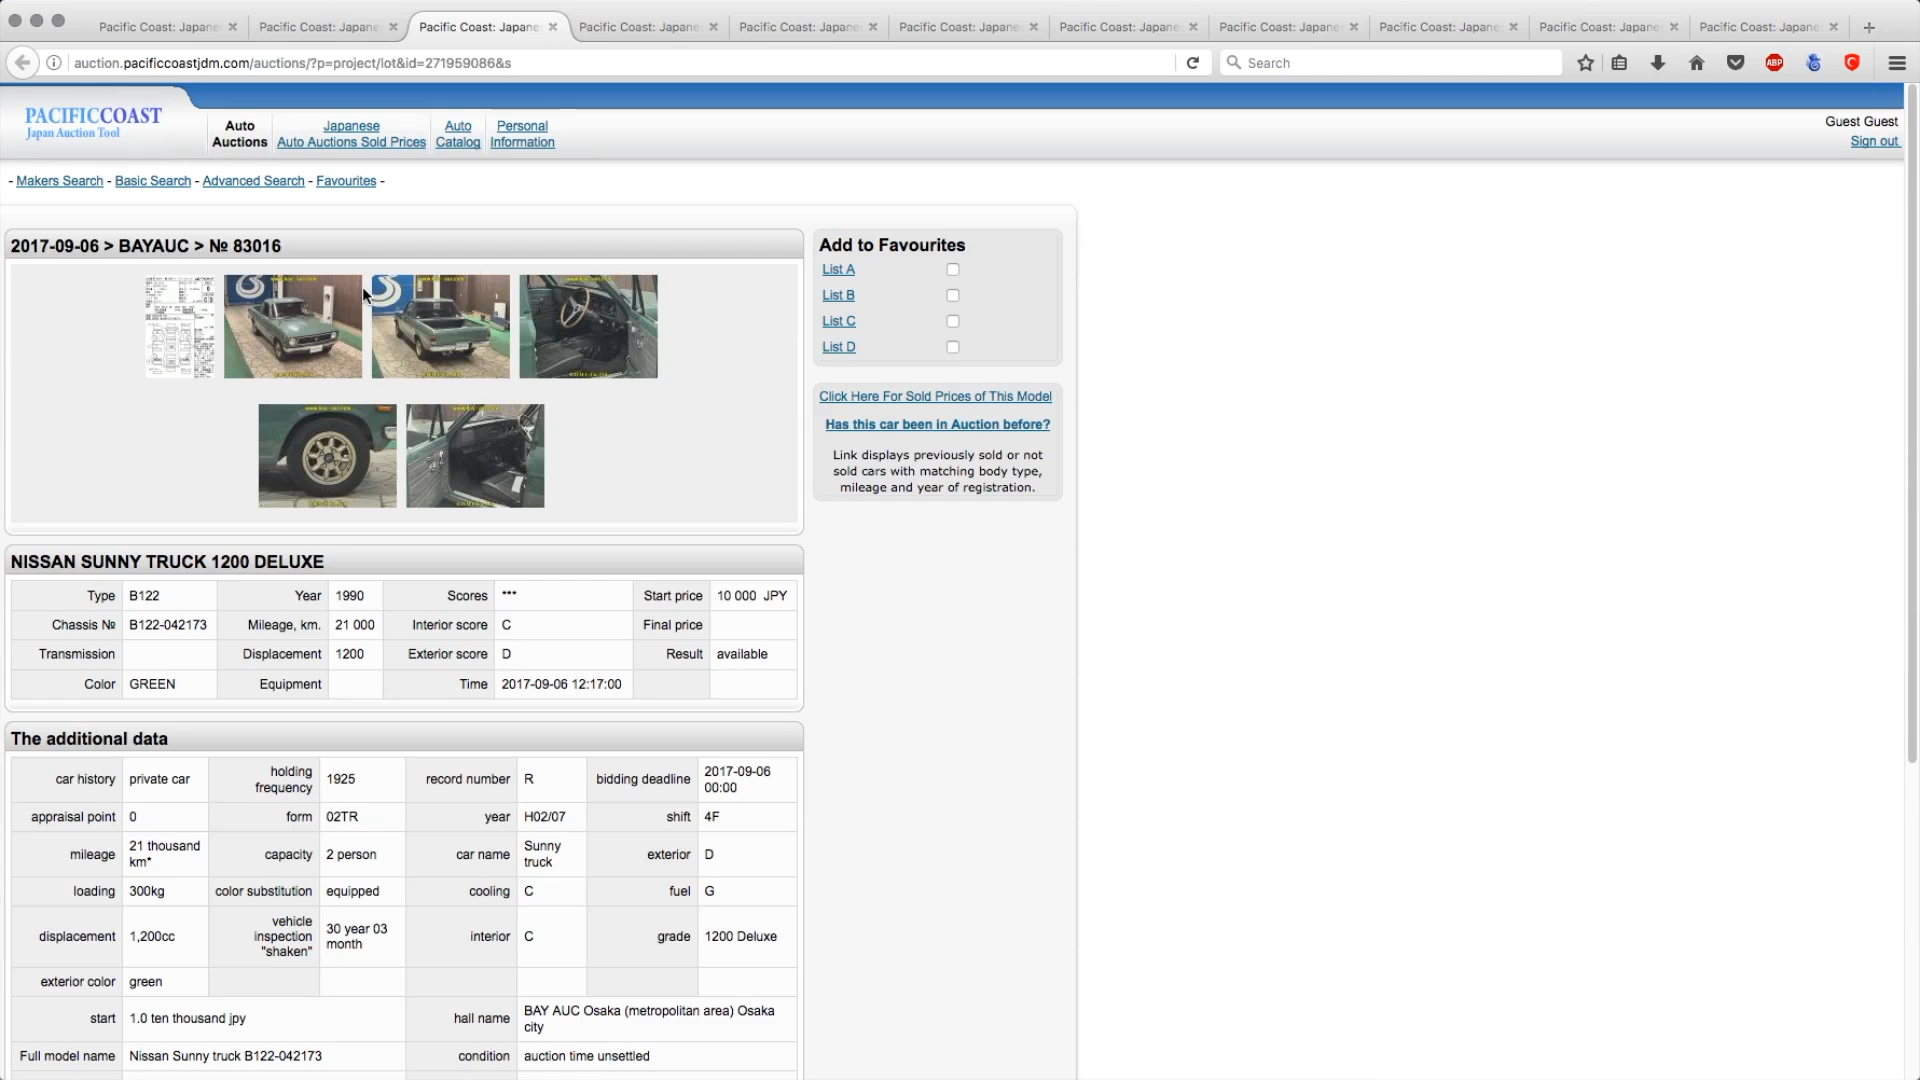 Pacific Coast: Japane
Pacific Coast: Japane
Pacific Coast: Japane
Pacific Coast: Japane
Pacific Coast: Japane
Pacific Coast: Japane
Pacific Coast: Japane
Pacific Coast: Japane
Pacific Coast: Japane
Pacific Coast: Japane
Pacific Coast: Japane
auction.pacificcoastjdm.com/auctions/?p=project/lot&id=271959086&s
Search
ABP
PACIFICCOAST
Japan Auction Tool
Auto Auctions
Japanese Auto Auctions Sold Prices
Auto Catalog
Personal Information
Guest Guest
Sign out
- Makers Search - Basic Search - Advanced Search - Favourites -
2017-09-06 > BAYAUC > № 83016
Add to Favourites
List A
List B
List C
List D
Click Here For Sold Prices of This Model
Has this car been in Auction before?
Link displays previously sold or not
sold cars with matching body type,
mileage and year of registration.
NISSAN SUNNY TRUCK 1200 DELUXE
Type B122 Year 1990 Scores *** Start price 10 000 JPY
Chassis № B122-042173 Mileage, km. 21 000 Interior score C Final price
Transmission Displacement 1200 Exterior score D Result available
Color GREEN Equipment Time 2017-09-06 12:17:00
The additional data
car history private car holding frequency 1925 record number R bidding deadline 2017-09-06 00:00
appraisal point 0 form 02TR year H02/07 shift 4F
mileage 21 thousand km* capacity 2 person car name Sunny truck exterior D
loading 300kg color substitution equipped cooling C fuel G
displacement 1,200cc vehicle inspection "shaken" 30 year 03 month interior C grade 1200 Deluxe
exterior color green
start 1.0 ten thousand jpy hall name BAY AUC Osaka (metropolitan area) Osaka city
Full model name Nissan Sunny truck B122-042173 condition auction time unsettled